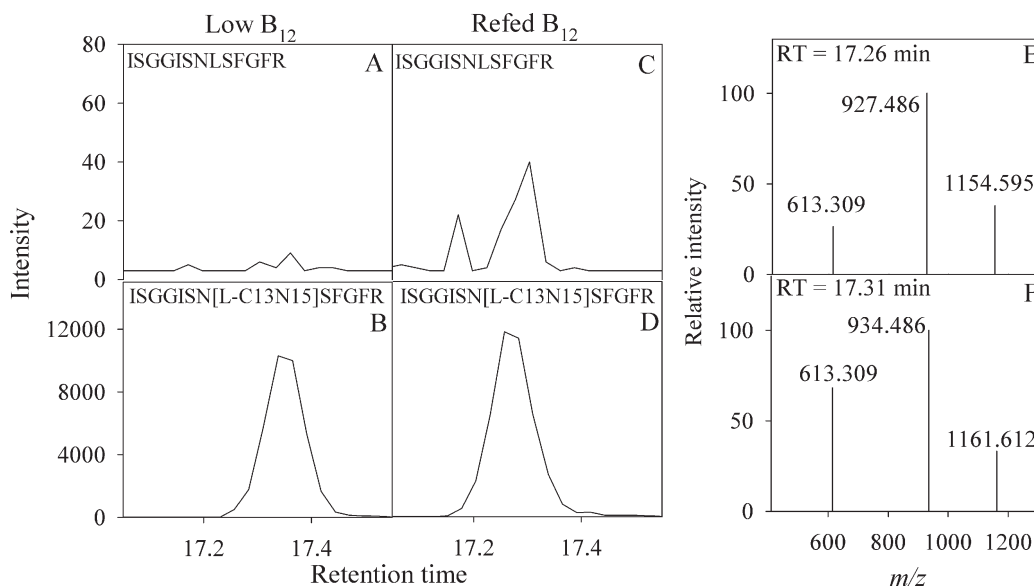 Low B12
Refed B12
80
60
40
20
0
ISGGISNLSFGFR
A
ISGGISNLSFGFR
C
Intensity
12000
8000
4000
0
ISGGISN[L-C13N15]SFGFR
B
ISGGISN[L-C13N15]SFGFR
D
17.2
17.4
17.2
17.4
Retention time
RT = 17.26 min
E
100
50
0
927.486
613.309
1154.595
Relative intensity
RT = 17.31 min
F
100
50
0
934.486
613.309
1161.612
600
800
1000
1200
m/z